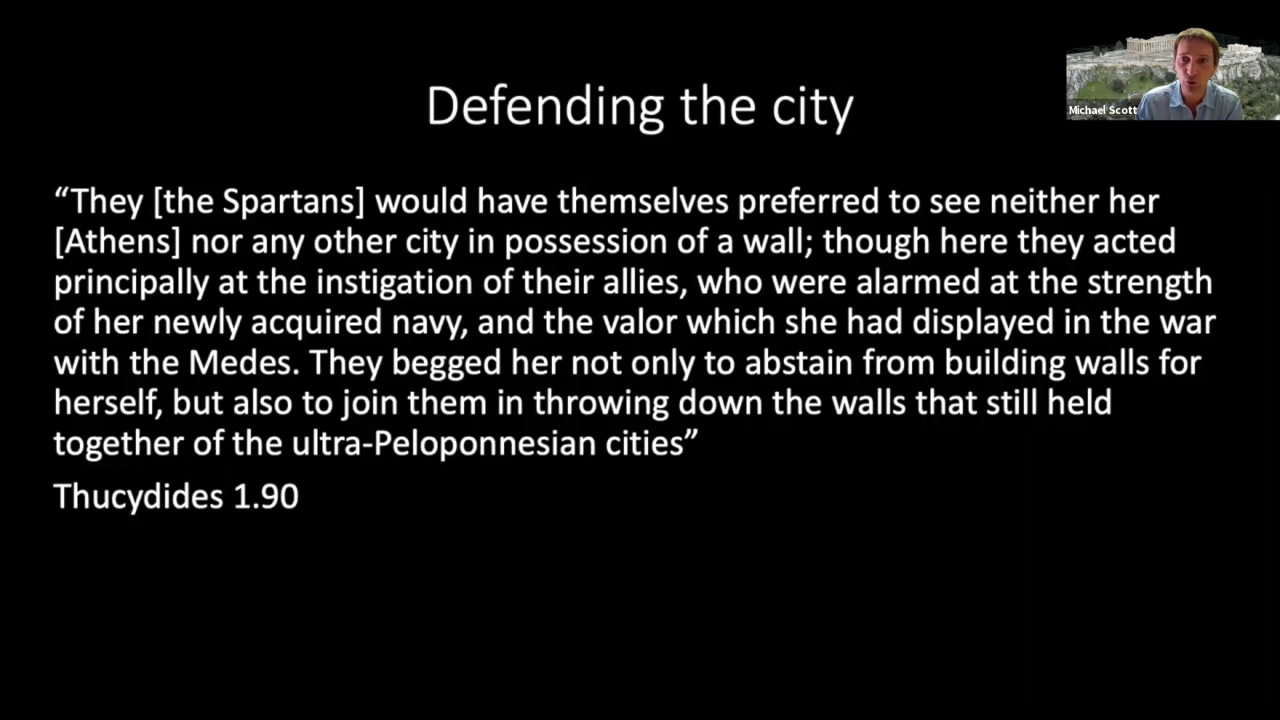 Defending the city
Michael Scott
“They [the Spartans] would have themselves preferred to see neither her
[Athens] nor any other city in possession of a wall; though here they acted
principally at the instigation of their allies, who were alarmed at the strength
of her newly acquired navy, and the valor which she had displayed in the war
with the Medes. They begged her not only to abstain from building walls for
herself, but also to join them in throwing down the walls that still held
together of the ultra-Peloponnesian cities”
Thucydides 1.90